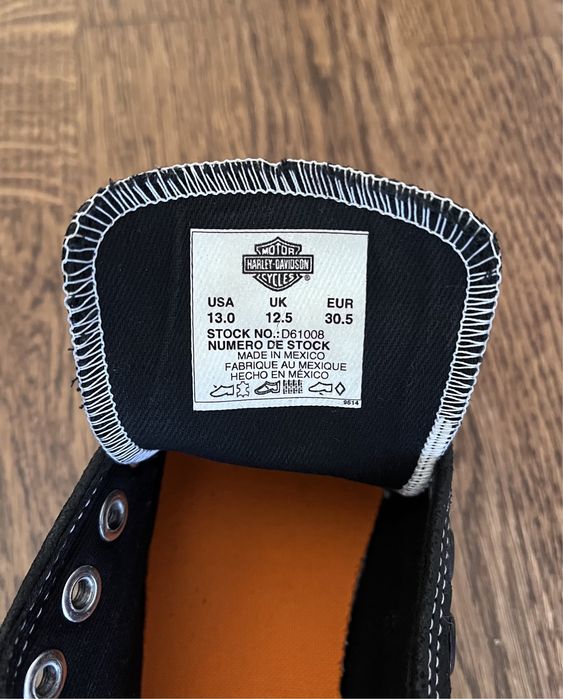 MOTOR
HARLEY-DAVIDSON
CYCLES ®
USA UK EUR
13.0 12.5 30.5
STOCK NO.: D61008
NUMERO DE STOCK
MADE IN MEXICO
FABRIQUE AU MEXIQUE
HECHO EN MÉXICO
9614